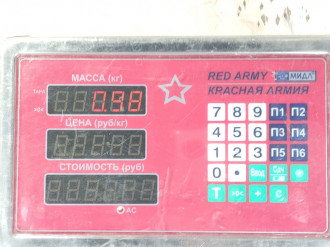 МАССА (кг)
0.98
ЦЕНА (руб/кг)
СТОИМОСТЬ (руб)
AC
RED ARMY МИДЛ
КРАСНАЯ АРМИЯ
7 8 9 П1 П2
4 5 6 П3 П4
1 2 3 П5 П6
0 •
T + C